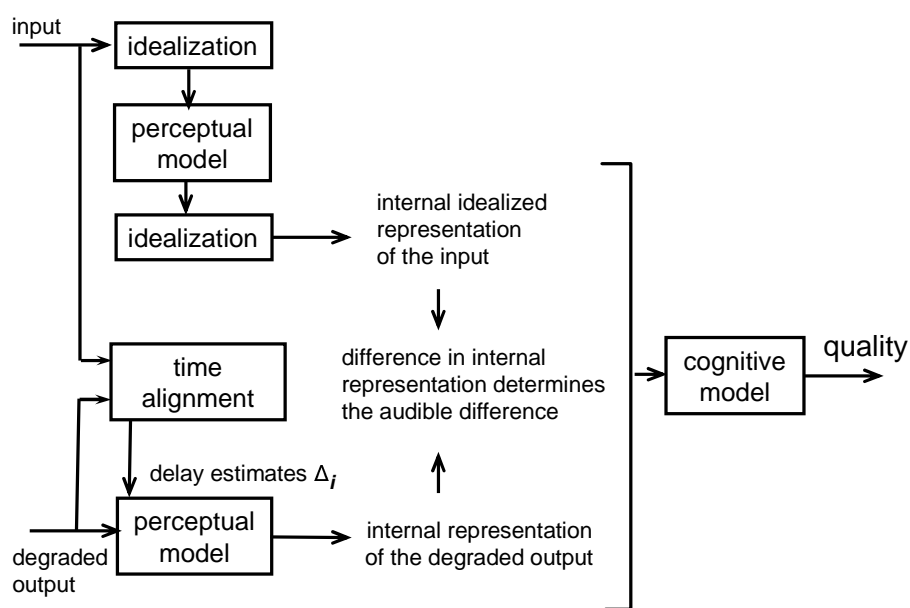 input
idealization
perceptual
model
idealization
internal idealized
representation
of the input
time
alignment
difference in internal
representation determines
the audible difference
cognitive
model
quality
delay estimates Δi
perceptual
model
internal representation
of the degraded output
degraded
output